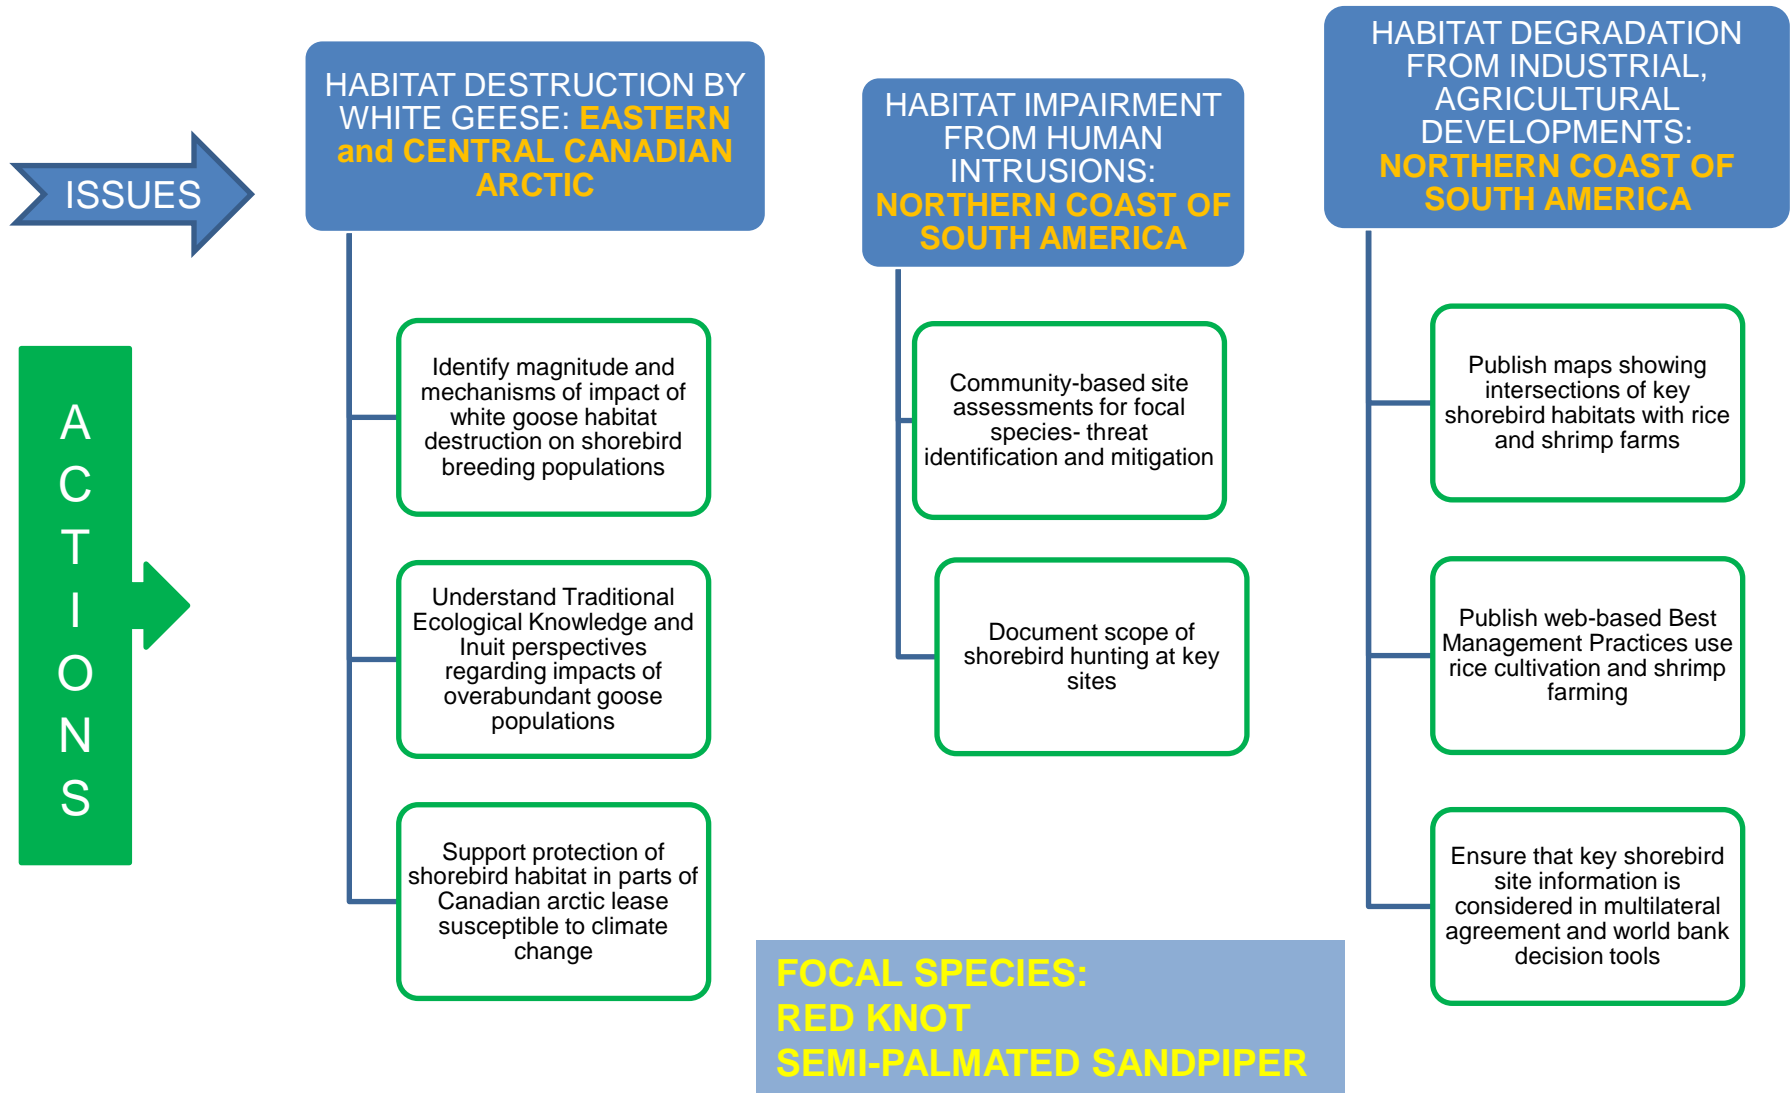 ISSUES
HABITAT DESTRUCTION BY
WHITE GEESE: EASTERN
and CENTRAL CANADIAN
ARCTIC
HABITAT IMPAIRMENT
FROM HUMAN
INTRUSIONS:
NORTHERN COAST OF
SOUTH AMERICA
HABITAT DEGRADATION
FROM INDUSTRIAL,
AGRICULTURAL
DEVELOPMENTS:
NORTHERN COAST OF
SOUTH AMERICA
A
C
T
I
O
N
S
Identify magnitude and
mechanisms of impact of
white goose habitat
destruction on shorebird
breeding populations
Understand Traditional
Ecological Knowledge and
Inuit perspectives
regarding impacts of
overabundant goose
populations
Support protection of
shorebird habitat in parts of
Canadian arctic lease
susceptible to climate
change
Community-based site
assessments for focal
species- threat
identification and mitigation
Document scope of
shorebird hunting at key
sites
Publish maps showing
intersections of key
shorebird habitats with rice
and shrimp farms
Publish web-based Best
Management Practices use
rice cultivation and shrimp
farming
Ensure that key shorebird
site information is
considered in multilateral
agreement and world bank
decision tools
FOCAL SPECIES:
RED KNOT
SEMI-PALMATED SANDPIPER